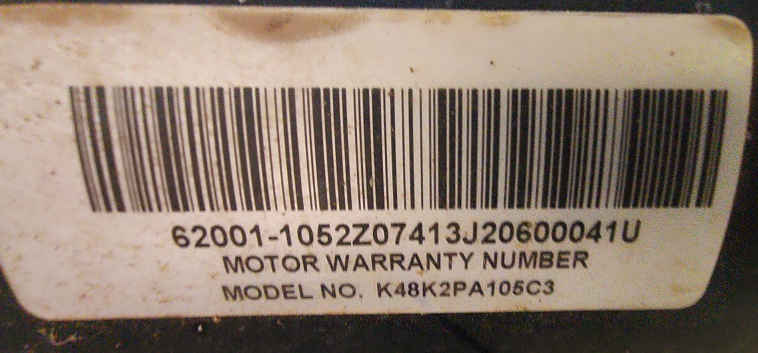 62001-1052Z07413J20600041U
MOTOR WARRANTY NUMBER
MODEL NO. K48K2PA105C3